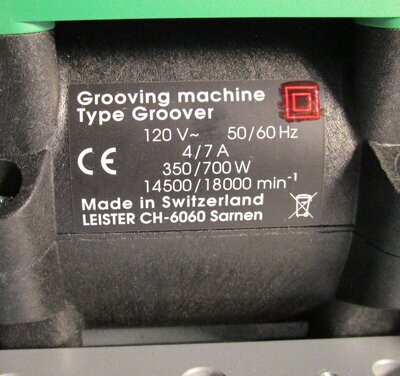 Grooving machine
Type Groover
120 V~ 50/60 Hz
4/7 A
CE
350/700 W
14500/18000 min⁻¹
Made in Switzerland
LEISTER CH-6060 Sarnen